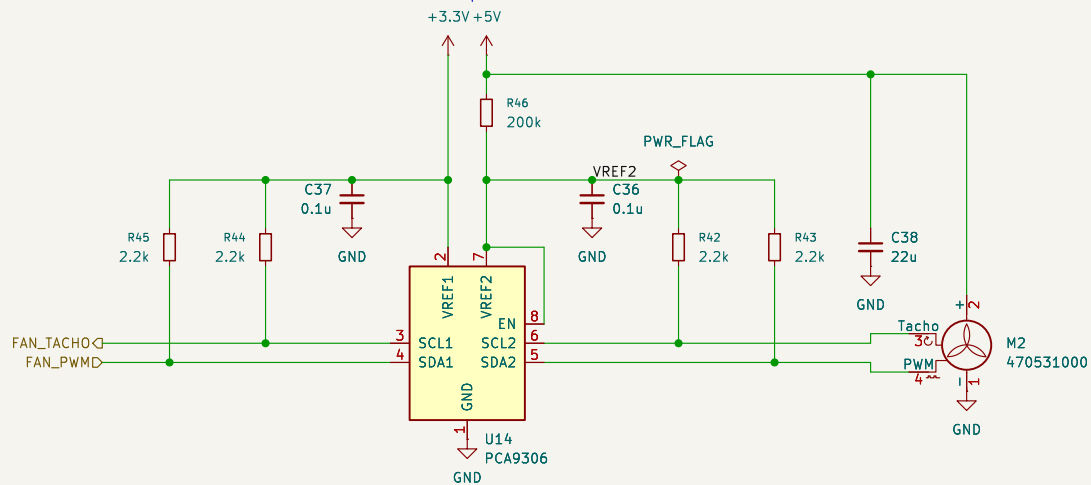 +3.3V +5V
R46
200k
PWR_FLAG
VREF2
C37
0.1u
C36
0.1u
R45
2.2k
R44
2.2k
R42
2.2k
R43
2.2k
C38
22u
GND
GND
GND
2
7
VREF1
VREF2
EN
8
+
2
FAN_TACHO
3
SCL1
SCL2
6
Tacho
3
M2
FAN_PWM
4
SDA1
SDA2
5
PWM
4
470531000
-
1
GND
1
GND
U14
PCA9306
GND